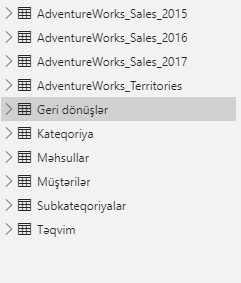 AdventureWorks_Sales_2015
AdventureWorks_Sales_2016
AdventureWorks_Sales_2017
AdventureWorks_Territories
Geri dönüşlər
Kateqoriya
Məhsullar
Müştərilər
Subkateqoriyalar
Təqvim